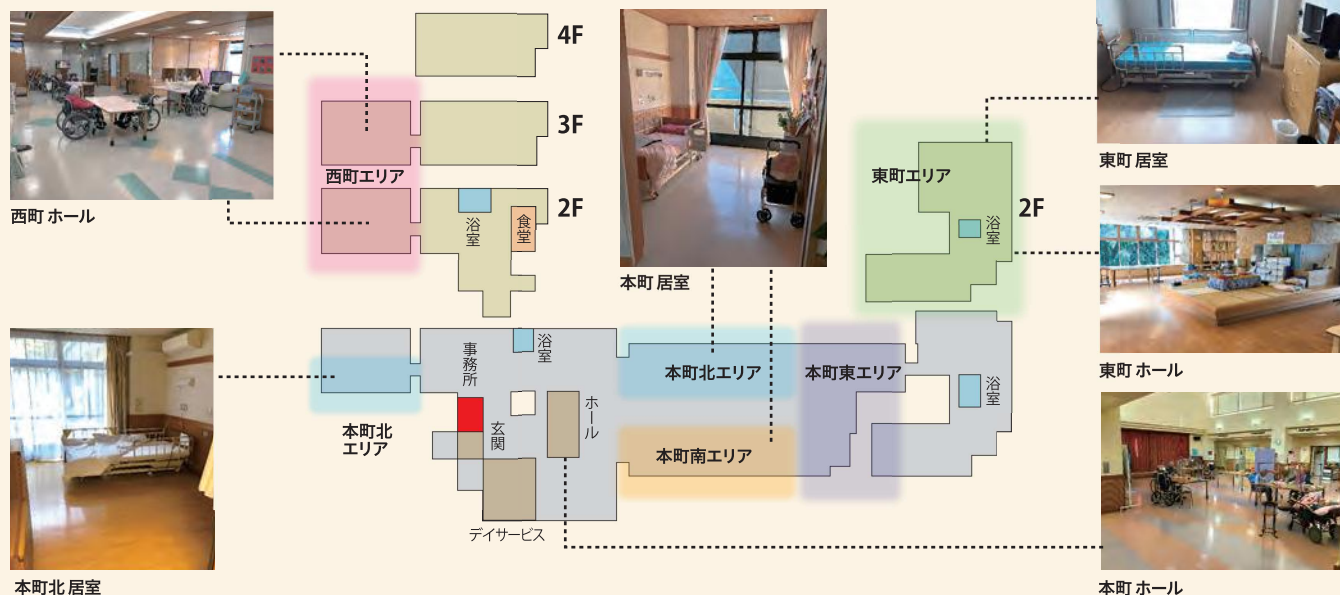 4F
3F
西町エリア
2F
浴室
食堂
西町 ホール
本町 居室
東町エリア
2F
浴室
東町 居室
東町 ホール
事務所
浴室
玄関
ホール
デイサービス
本町北
エリア
本町北エリア
本町東エリア
本町南エリア
浴室
本町北 居室
本町 ホール